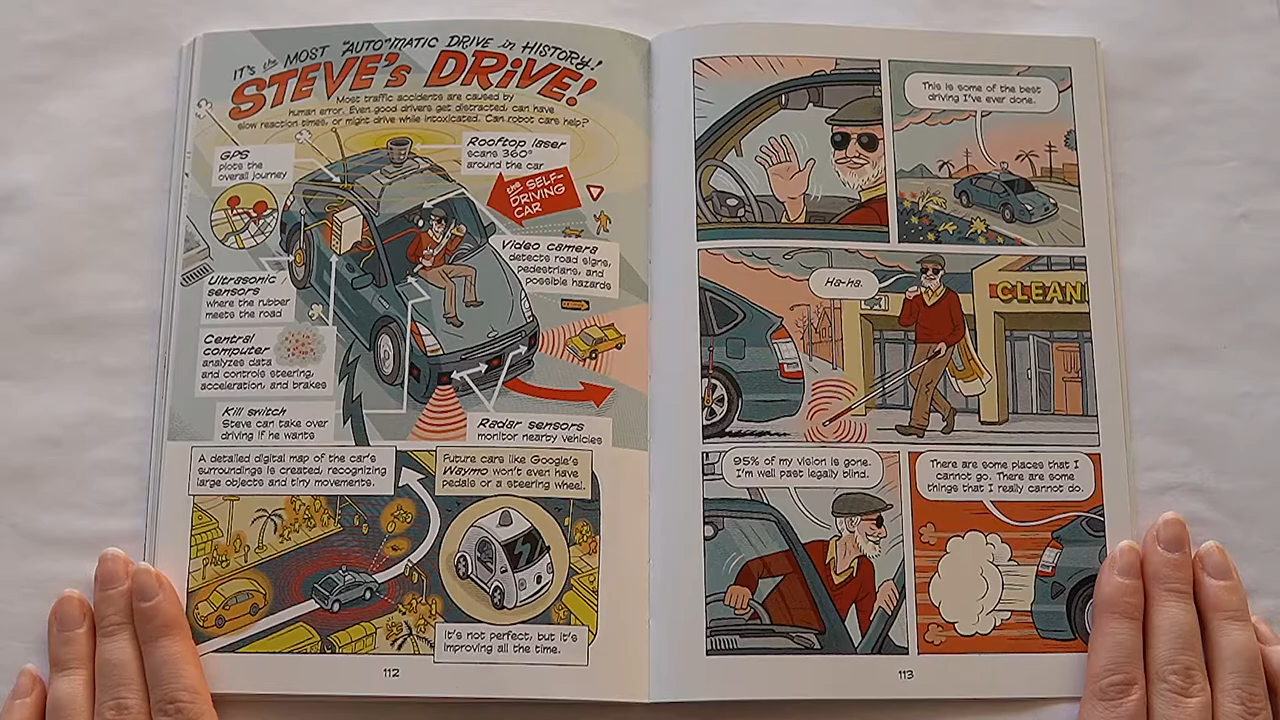 IT'S the MOST "AUTO"MATIC DRIVE in HISTORY!
STEVE'S DRIVE!
Most traffic accidents are caused by
human error. Even good drivers get distracted, can have
slow reaction times, or might drive while intoxicated. Can robot cars help?
GPS
plots the
overall journey
Rooftop laser
scans 360°
around the car
the SELF-
DRIVING
CAR
Video camera
detects road signs,
pedestrians, and
possible hazards
Ultrasonic
sensors
where the rubber
meets the road
Central
computer
analyzes data
and controls steering,
acceleration, and brakes
Kill switch
Steve can take over
driving if he wants
Radar sensors
monitor nearby vehicles
A detailed digital map of the car's
surroundings is created, recognizing
large objects and tiny movements.
Future cars like Google's
Waymo won't even have
pedals or a steering wheel.
It's not perfect, but it's
improving all the time.
112
This is some of the best
driving I've ever done.
Ha-ha.
CLEAN
95% of my vision is gone.
I'm well past legally blind.
There are some places that I
cannot go. There are some
things that I really cannot do.
113